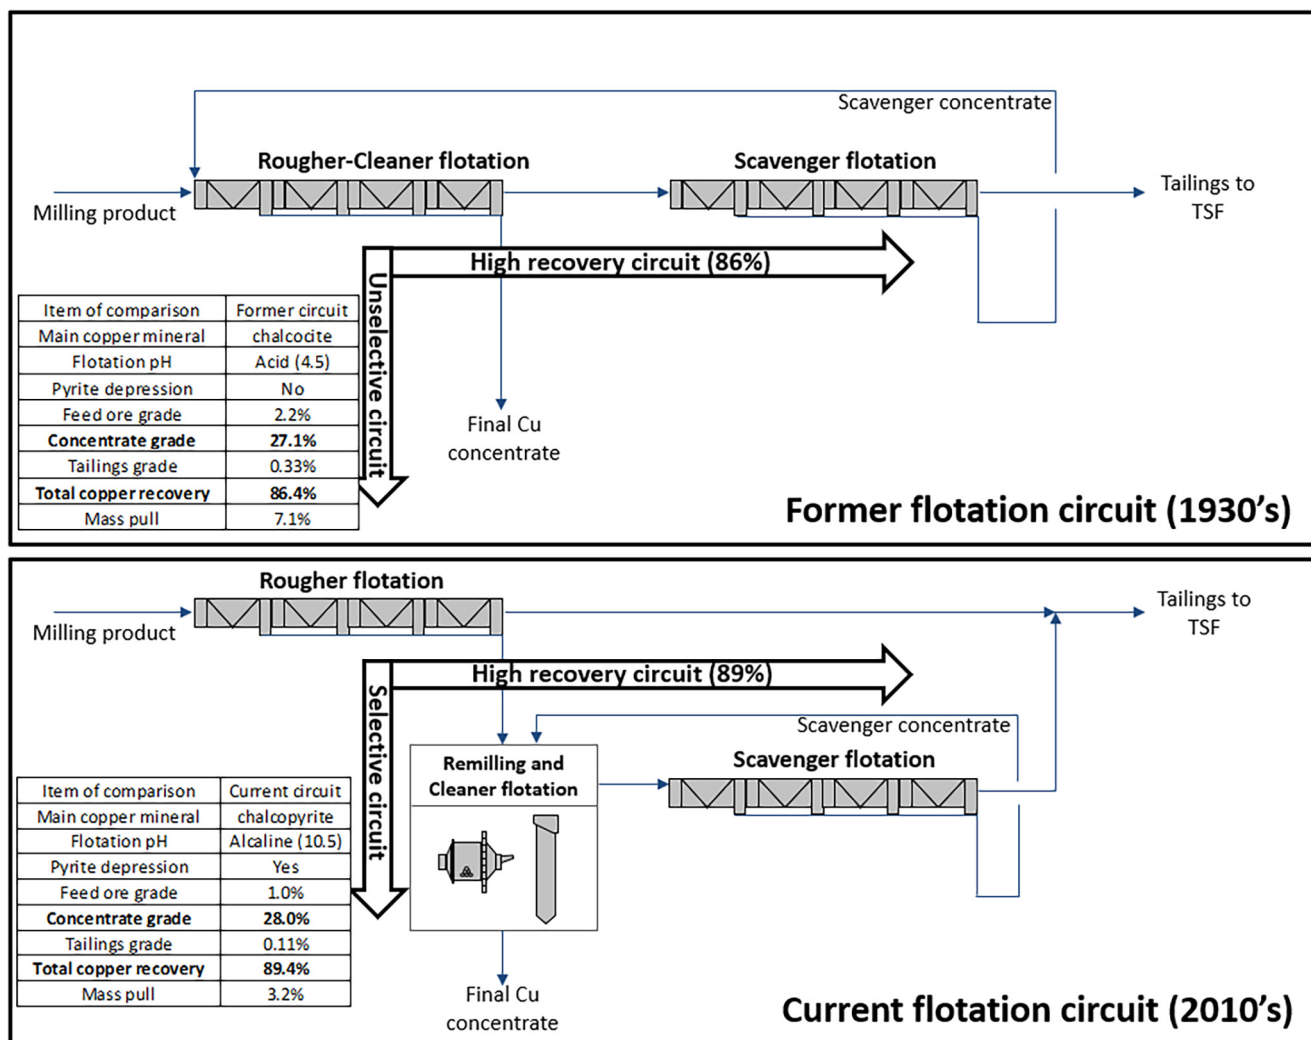 Scavenger concentrate
Rougher-Cleaner flotation
Scavenger flotation
Milling product
Tailings to
TSF
High recovery circuit (86%)
Unselective circuit
Item of comparison Former circuit
Main copper mineral chalcocite
Flotation pH Acid (4.5)
Pyrite depression No
Feed ore grade 2.2%
Concentrate grade 27.1%
Tailings grade 0.33%
Total copper recovery 86.4%
Mass pull 7.1%
Final Cu
concentrate
Former flotation circuit (1930's)
Rougher flotation
Milling product
Tailings to
TSF
High recovery circuit (89%)
Selective circuit
Scavenger concentrate
Remilling and
Cleaner flotation
Scavenger flotation
Item of comparison Current circuit
Main copper mineral chalcopyrite
Flotation pH Alcaline (10.5)
Pyrite depression Yes
Feed ore grade 1.0%
Concentrate grade 28.0%
Tailings grade 0.11%
Total copper recovery 89.4%
Mass pull 3.2%
Final Cu
concentrate
Current flotation circuit (2010's)